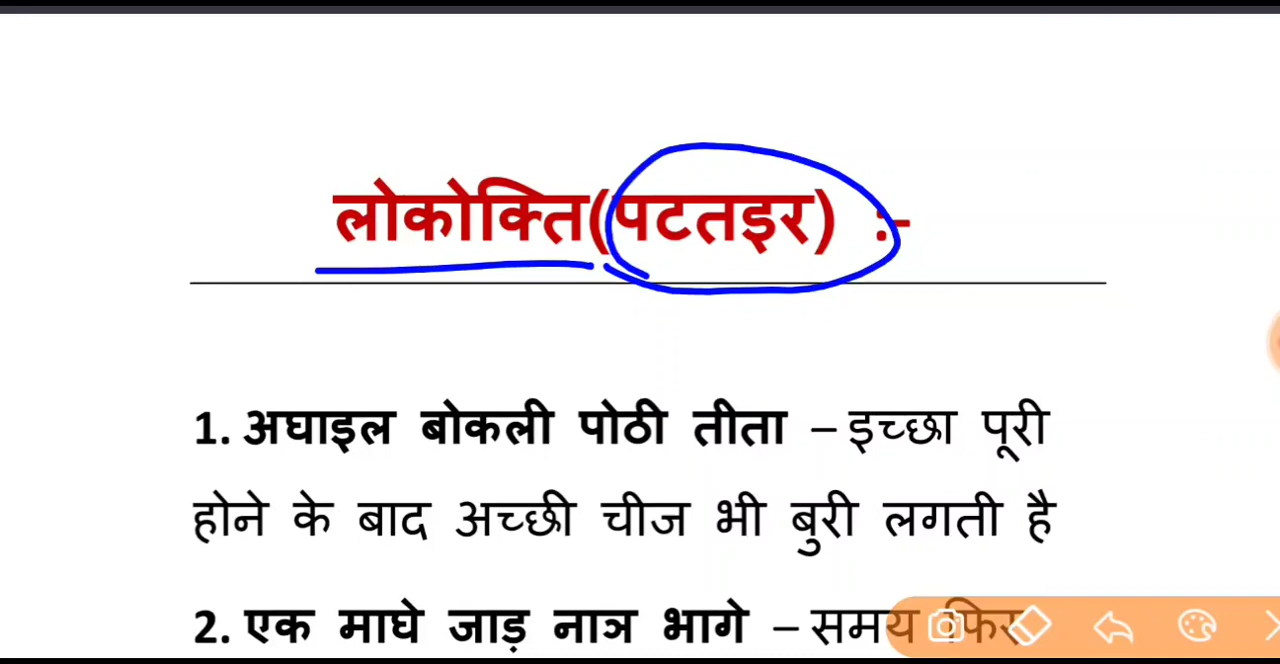 लोकोक्ति(पटतइर) :-
1. अघाइल बोकली पोठी तीता – इच्छा पूरी
होने के बाद अच्छी चीज भी बुरी लगती है
2. एक माघे जाड़ नाञ भागे – समय फिर